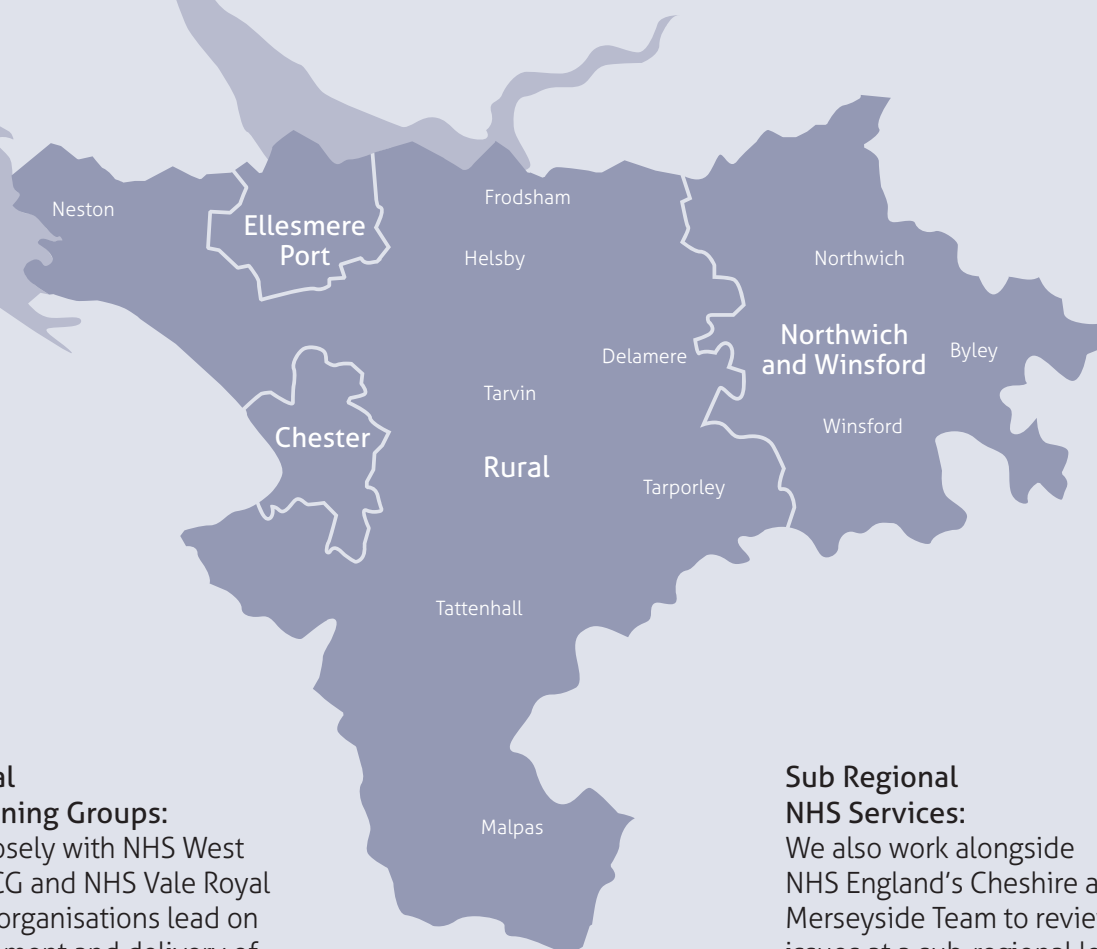 Frodsham
Neston
Ellesmere
Port
Helsby
Northwich
Northwich
and Winsford
Byley
Delamere
Tarvin
Winsford
Chester
Rural
Tarporley
Tattenhall
Malpas
al
ning Groups:
osely with NHS West
CG and NHS Vale Royal
organisations lead on
Sub Regional
NHS Services:
We also work alongside
NHS England's Cheshire a
Merseyside Team to revie